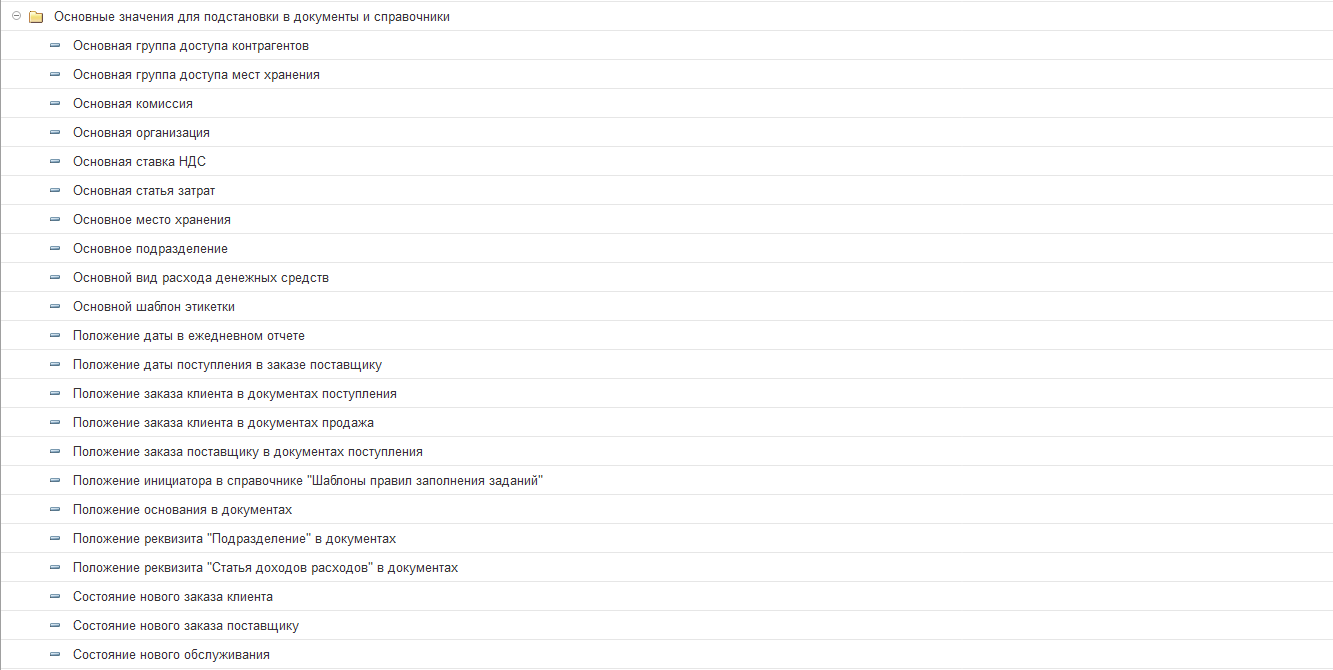 Основные значения для подстановки в документы и справочники
Основная группа доступа контрагентов
Основная группа доступа мест хранения
Основная комиссия
Основная организация
Основная ставка НДС
Основная статья затрат
Основное место хранения
Основное подразделение
Основной вид расхода денежных средств
Основной шаблон этикетки
Положение даты в ежедневном отчете
Положение даты поступления в заказе поставщику
Положение заказа клиента в документах поступления
Положение заказа клиента в документах продажа
Положение заказа поставщику в документах поступления
Положение инициатора в справочнике "Шаблоны правил заполнения заданий"
Положение основания в документах
Положение реквизита "Подразделение" в документах
Положение реквизита "Статья доходов расходов" в документах
Состояние нового заказа клиента
Состояние нового заказа поставщику
Состояние нового обслуживания